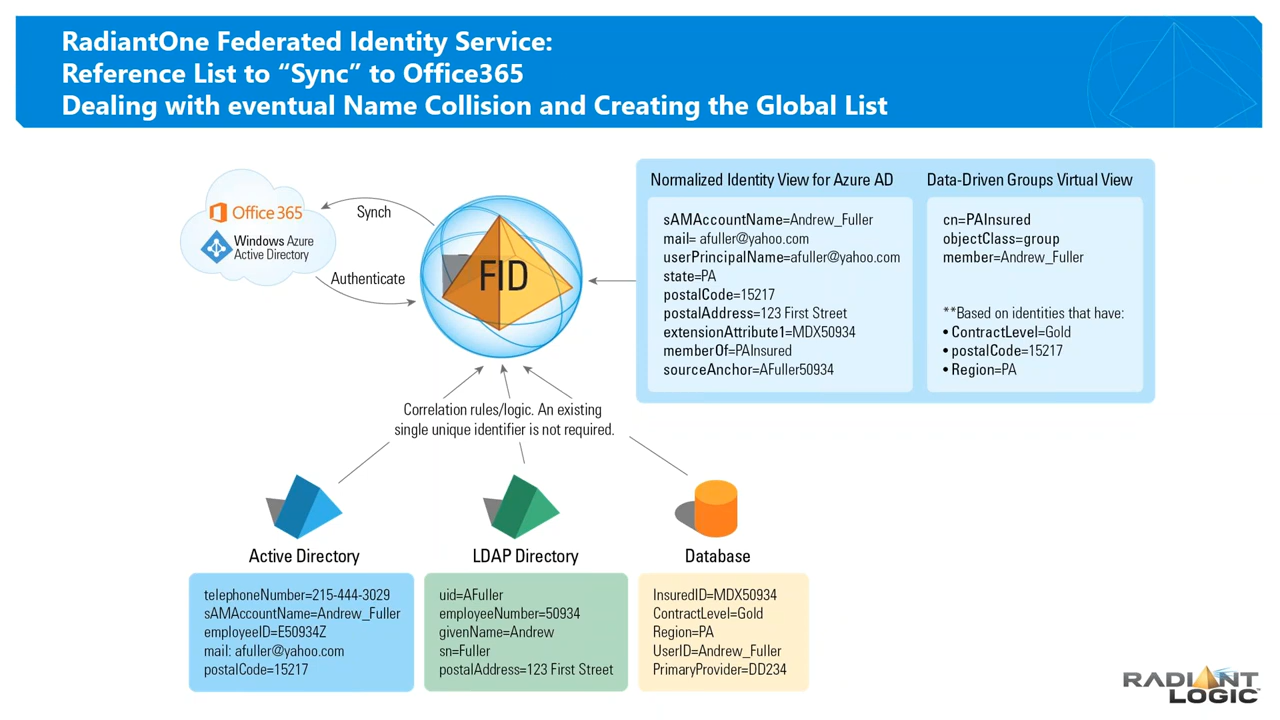 RadiantOne Federated Identity Service:
Reference List to “Sync” to Office365
Dealing with eventual Name Collision and Creating the Global List
Office 365
Windows Azure
Active Directory
Synch
Authenticate
FID
Normalized Identity View for Azure AD
sAMAccountName=Andrew_Fuller
mail= afuller@yahoo.com
userPrincipalName=afuller@yahoo.com
state=PA
postalCode=15217
postalAddress=123 First Street
extensionAttribute1=MDX50934
memberOf=PAInsured
sourceAnchor=AFuller50934
Data-Driven Groups Virtual View
cn=PAInsured
objectClass=group
member=Andrew_Fuller
**Based on identities that have:
• ContractLevel=Gold
• postalCode=15217
• Region=PA
Correlation rules/logic. An existing
single unique identifier is not required.
Active Directory
telephoneNumber=215-444-3029
sAMAccountName=Andrew_Fuller
employeeID=E50934Z
mail: afuller@yahoo.com
postalCode=15217
LDAP Directory
uid=AFuller
employeeNumber=50934
givenName=Andrew
sn=Fuller
postalAddress=123 First Street
Database
InsuredID=MDX50934
ContractLevel=Gold
Region=PA
UserID=Andrew_Fuller
PrimaryProvider=DD234
RADIANT
LOGIC™